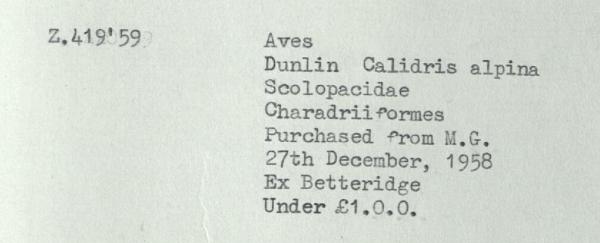 Z.419'59
Aves
Dunlin Calidris alpina
Scolopacidae
Charadriiformes
Purchased from M.G.
27th December, 1958
Ex Betteridge
Under £1.0.0.